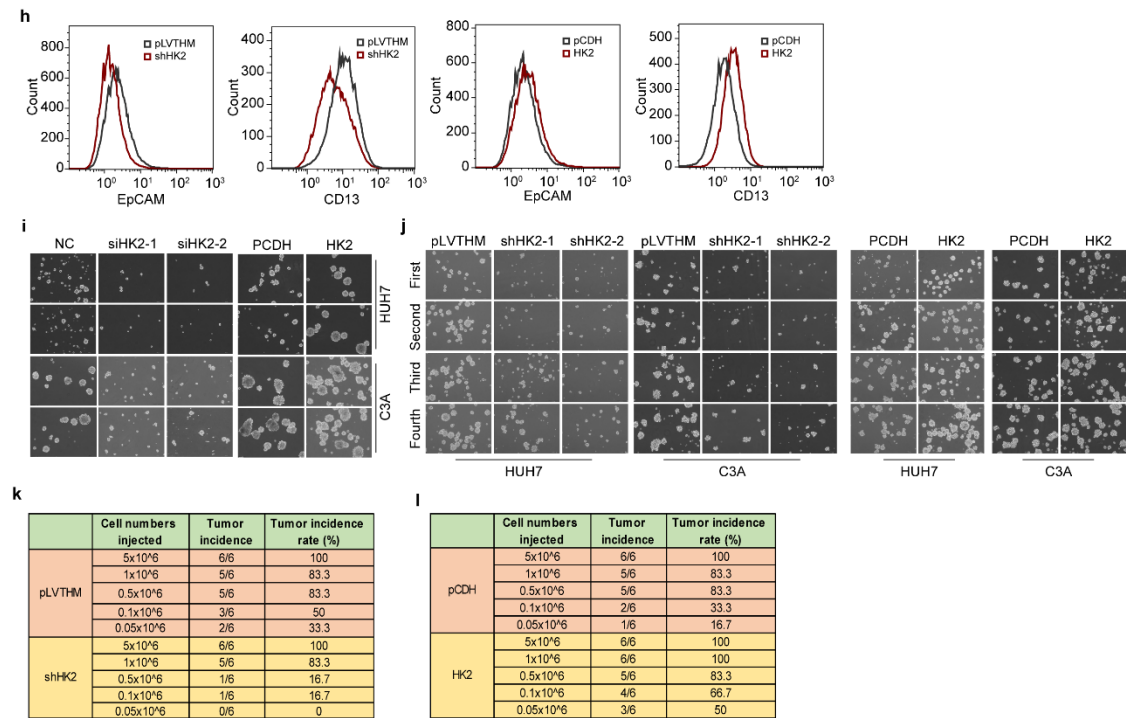 h
pLVTHM
shHK2
800
600
400
200
0
Count
10^0 10^1 10^2 10^3
EpCAM
pLVTHM
shHK2
400
300
200
100
0
Count
10^0 10^1 10^2 10^3
CD13
pCDH
HK2
800
600
400
200
0
Count
10^0 10^1 10^2 10^3
EpCAM
pCDH
HK2
500
400
300
200
100
0
Count
10^0 10^1 10^2 10^3
CD13
i
NC siHK2-1 siHK2-2 PCDH HK2
HUH7
C3A
j
pLVTHM shHK2-1 shHK2-2 pLVTHM shHK2-1 shHK2-2 PCDH HK2 PCDH HK2
First
Second
Third
Fourth
HUH7 C3A HUH7 C3A
k
Cell numbers injected Tumor incidence Tumor incidence rate (%)
pLVTHM
5x10^6 6/6 100
1x10^6 5/6 83.3
0.5x10^6 5/6 83.3
0.1x10^6 3/6 50
0.05x10^6 2/6 33.3
shHK2
5x10^6 6/6 100
1x10^6 5/6 83.3
0.5x10^6 1/6 16.7
0.1x10^6 1/6 16.7
0.05x10^6 0/6 0
l
Cell numbers injected Tumor incidence Tumor incidence rate (%)
pCDH
5x10^6 6/6 100
1x10^6 5/6 83.3
0.5x10^6 5/6 83.3
0.1x10^6 2/6 33.3
0.05x10^6 1/6 16.7
HK2
5x10^6 6/6 100
1x10^6 6/6 100
0.5x10^6 5/6 83.3
0.1x10^6 4/6 66.7
0.05x10^6 3/6 50